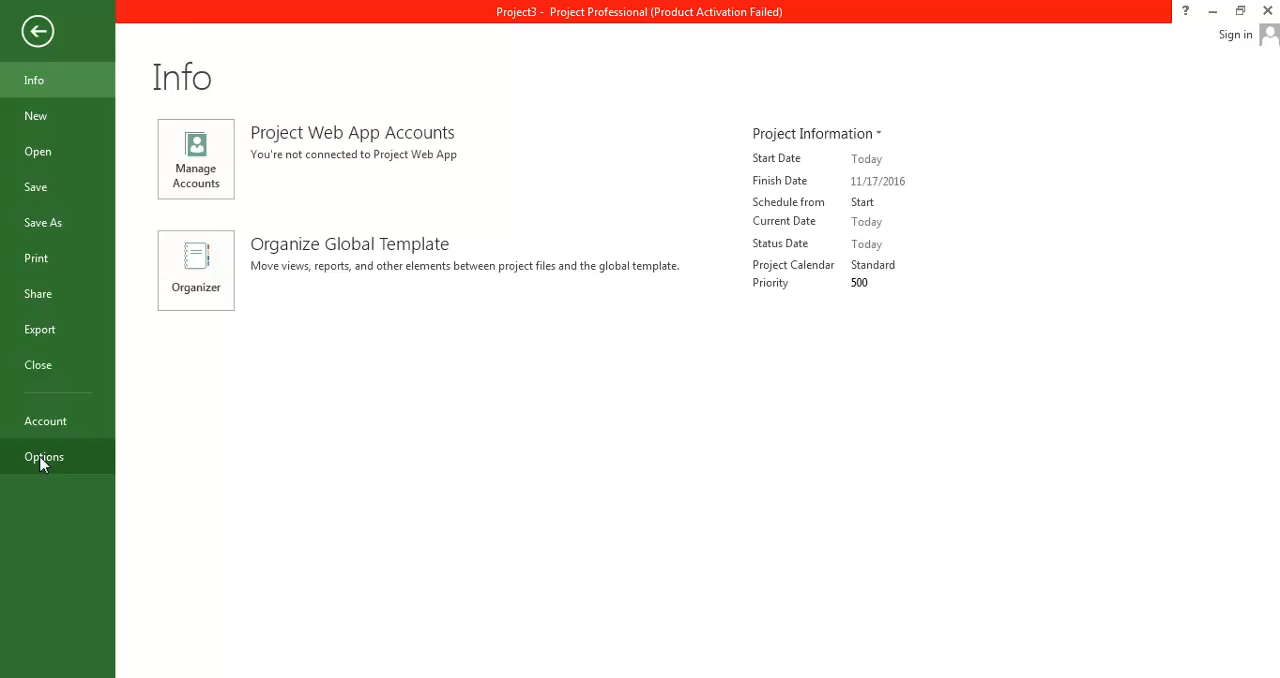 Project3 -  Project Professional (Product Activation Failed)
?
Sign in
Info
New
Open
Save
Save As
Print
Share
Export
Close
Account
Options
Info
Manage
Accounts
Project Web App Accounts
You're not connected to Project Web App
Organizer
Organize Global Template
Move views, reports, and other elements between project files and the global template.
Project Information
Start Date Today
Finish Date 11/17/2016
Schedule from Start
Current Date Today
Status Date Today
Project Calendar Standard
Priority 500